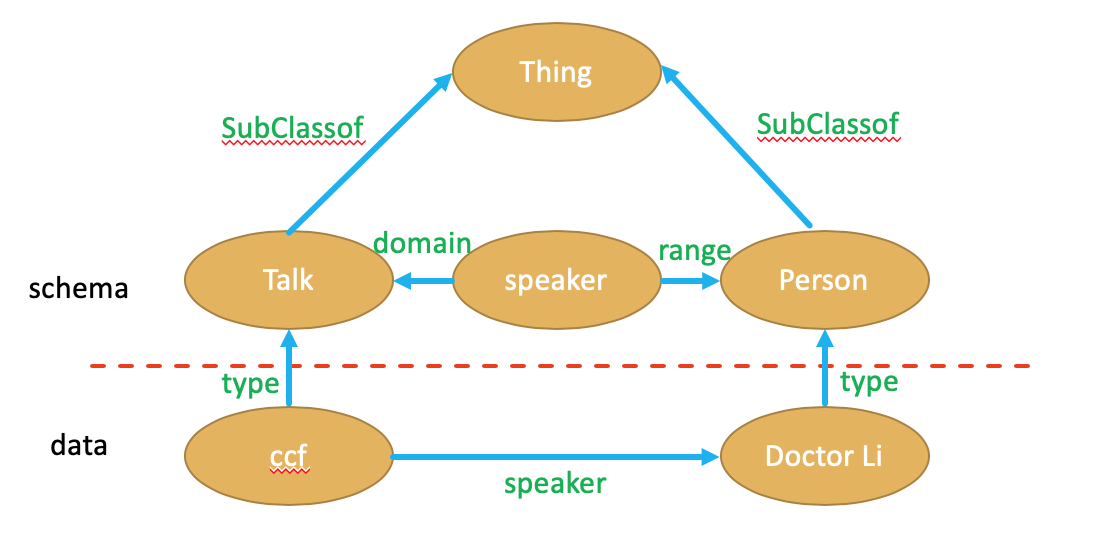 Thing
SubClassof
SubClassof
domain
range
schema
Talk
speaker
Person
type
type
data
ccf
Doctor Li
speaker